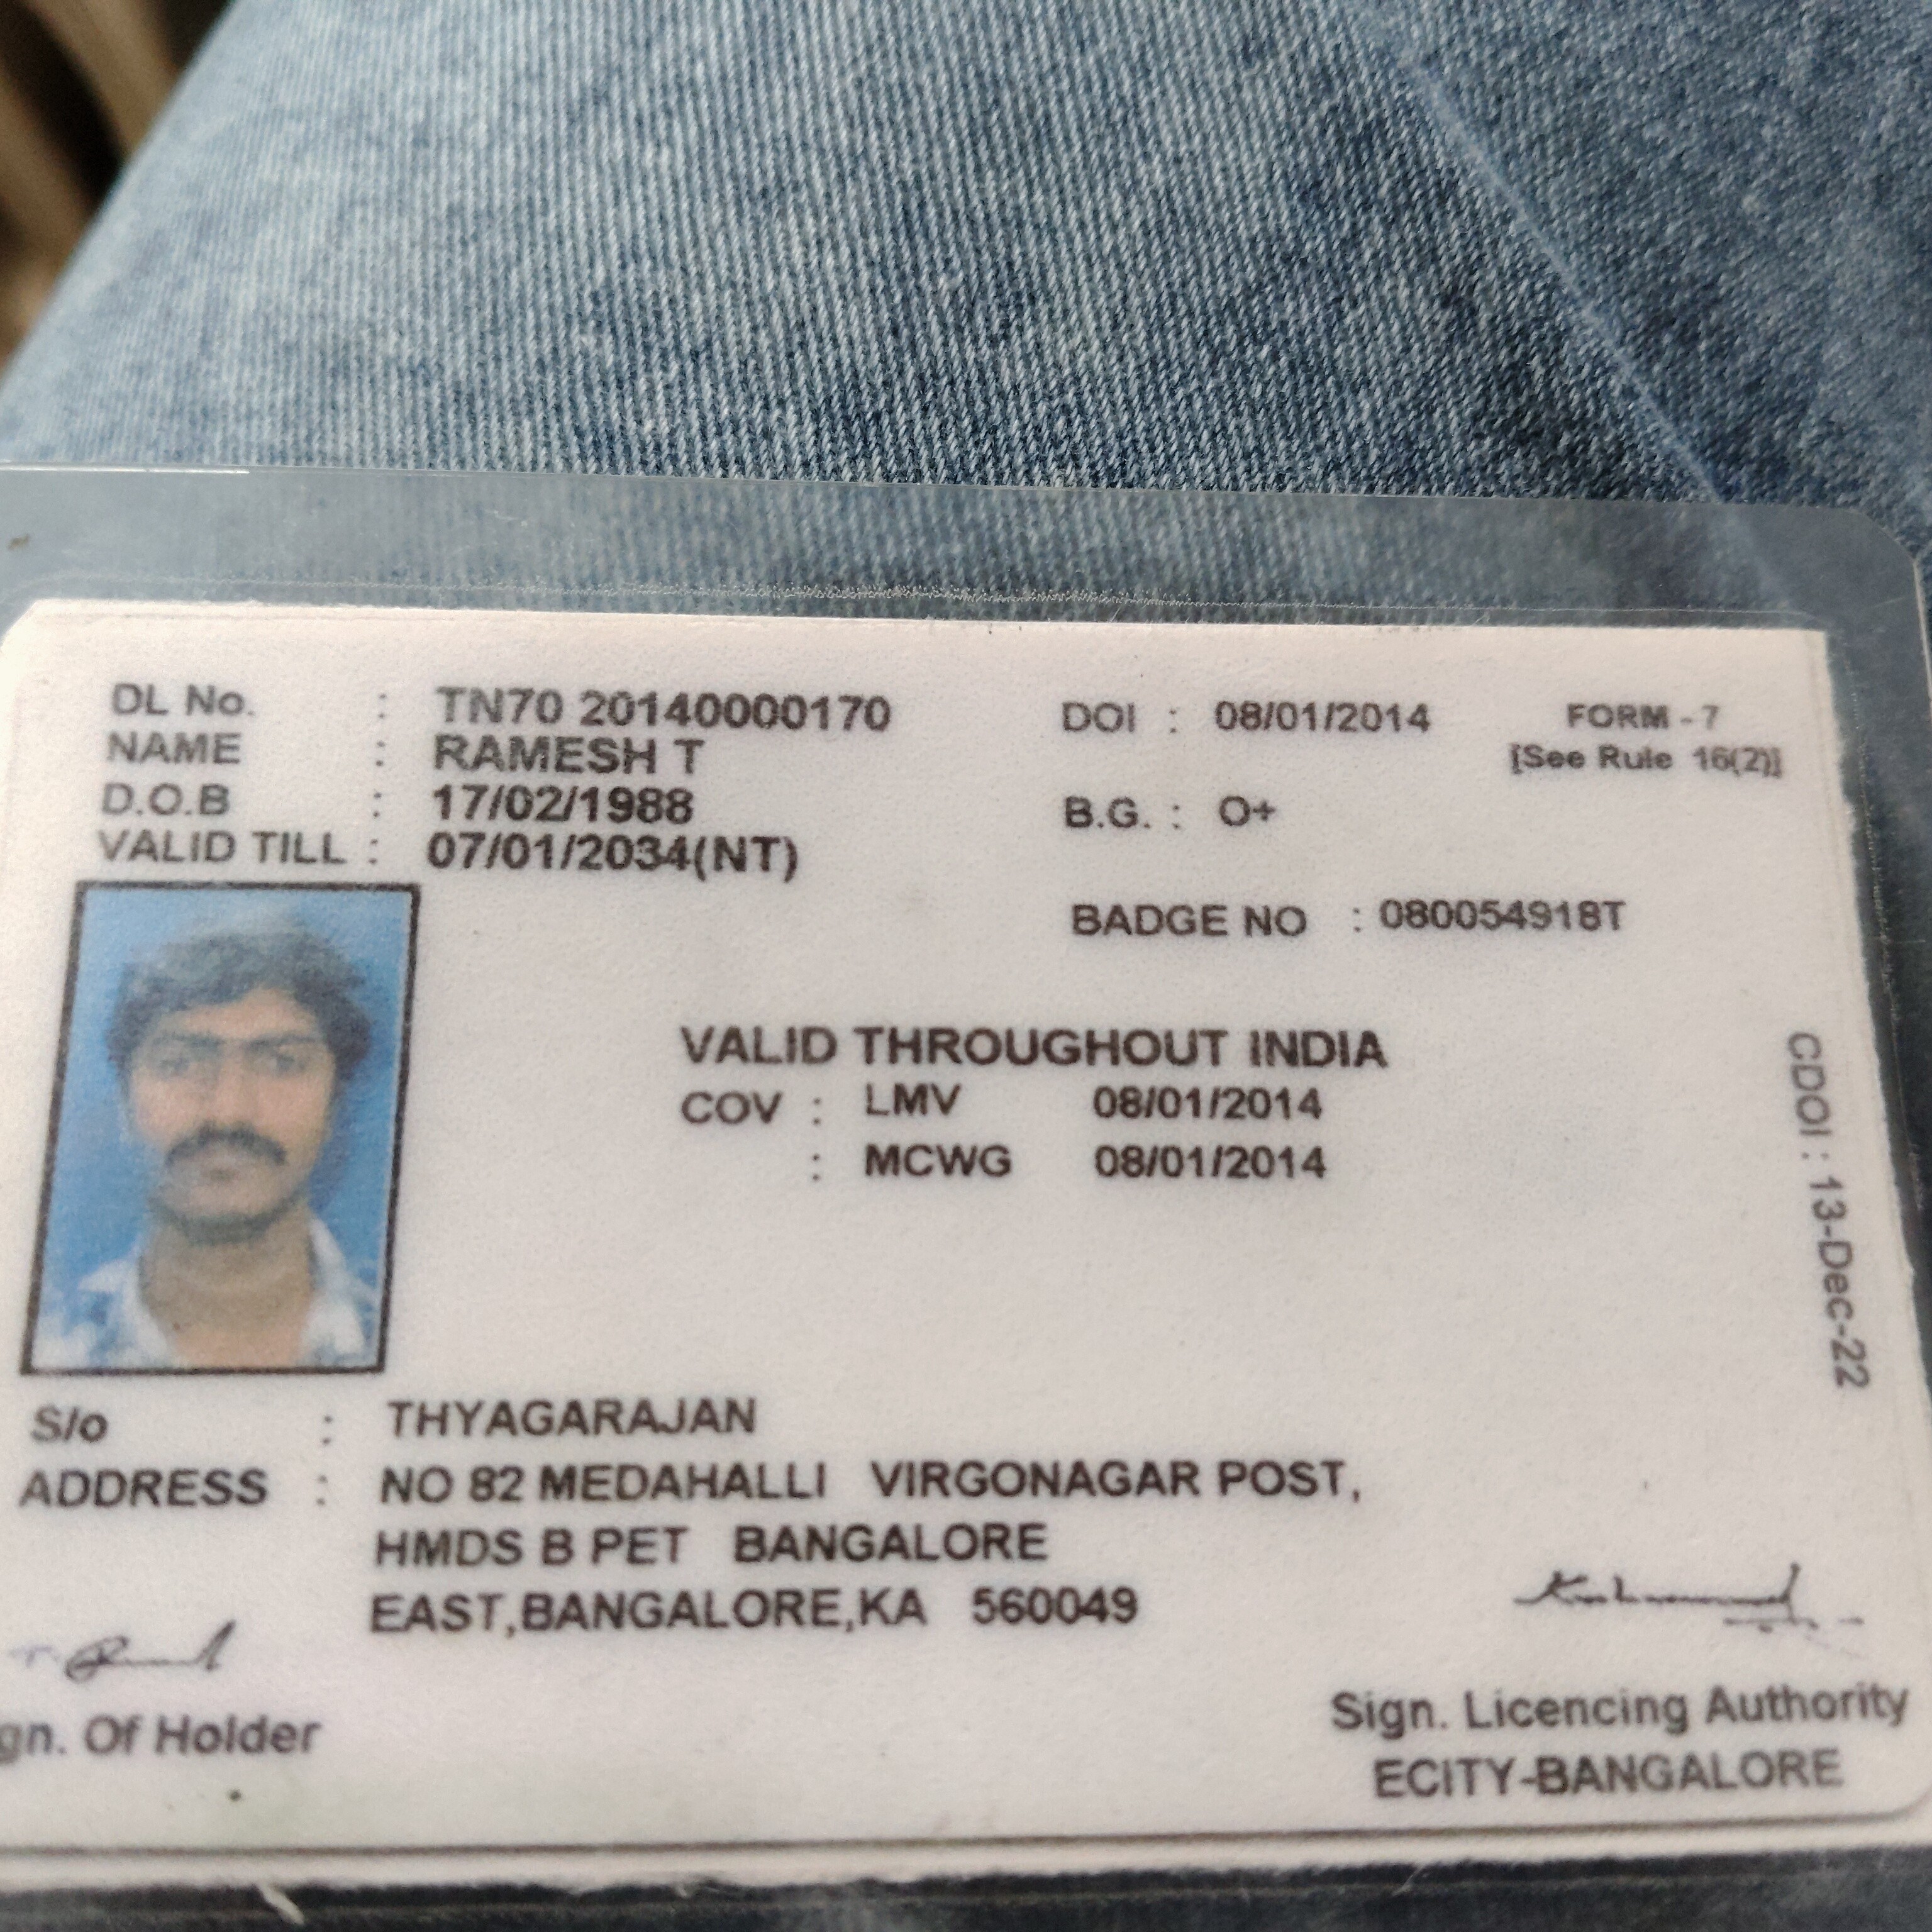 DL No. : TN70 20140000170 DOI : 08/01/2014 FORM - 7
NAME : RAMESH T [See Rule 16(2)]
D.O.B : 17/02/1988 B.G. : O+
VALID TILL : 07/01/2034(NT)
BADGE NO : 080054918T
VALID THROUGHOUT INDIA
COV : LMV 08/01/2014
: MCWG 08/01/2014
CDOI : 13-Dec-22
S/o : THYAGARAJAN
ADDRESS : NO 82 MEDAHALLI VIRGONAGAR POST,
HMDS B PET BANGALORE
EAST,BANGALORE,KA 560049
gn. Of Holder
Sign. Licencing Authority
ECITY-BANGALORE